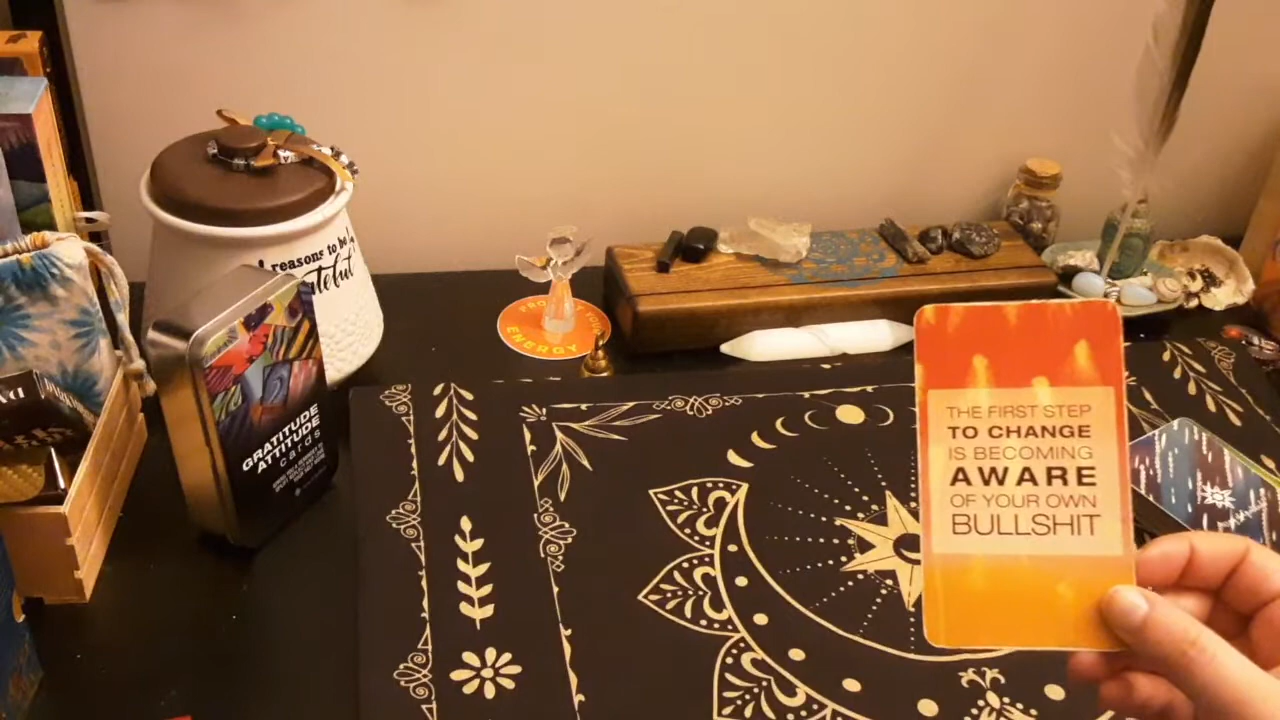 reasons to be
grateful
PROTECT YOUR
ENERGY
GRATITUDE
ATTITUDE
cards
THE FIRST STEP
TO CHANGE
IS BECOMING
AWARE
OF YOUR OWN
BULLSHIT